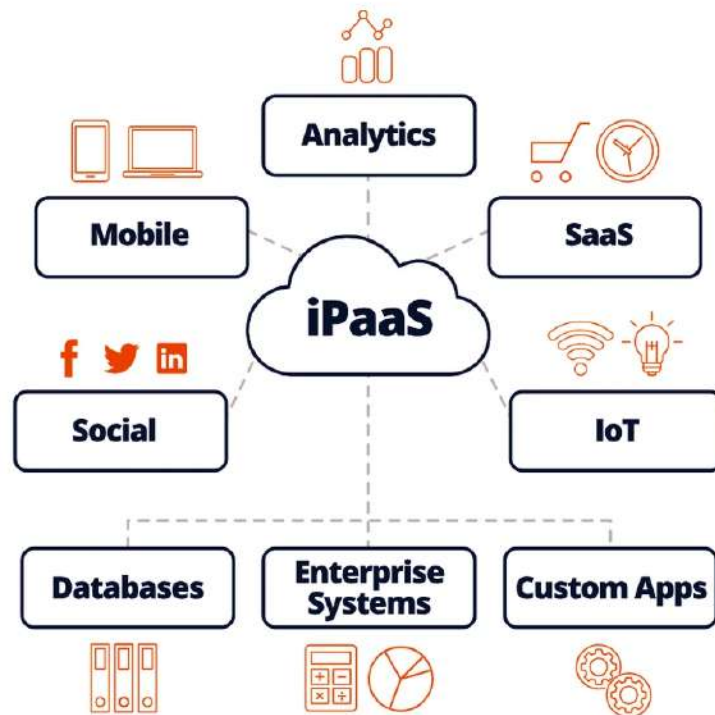 Analytics
Mobile
SaaS
iPaaS
Social
IoT
Databases
Enterprise
Systems
Custom Apps